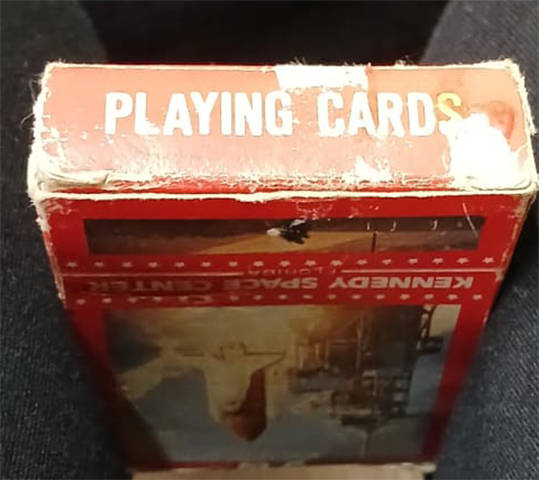 PLAYING CARDS
FLORIDA
KENNEDY SPACE CENTER